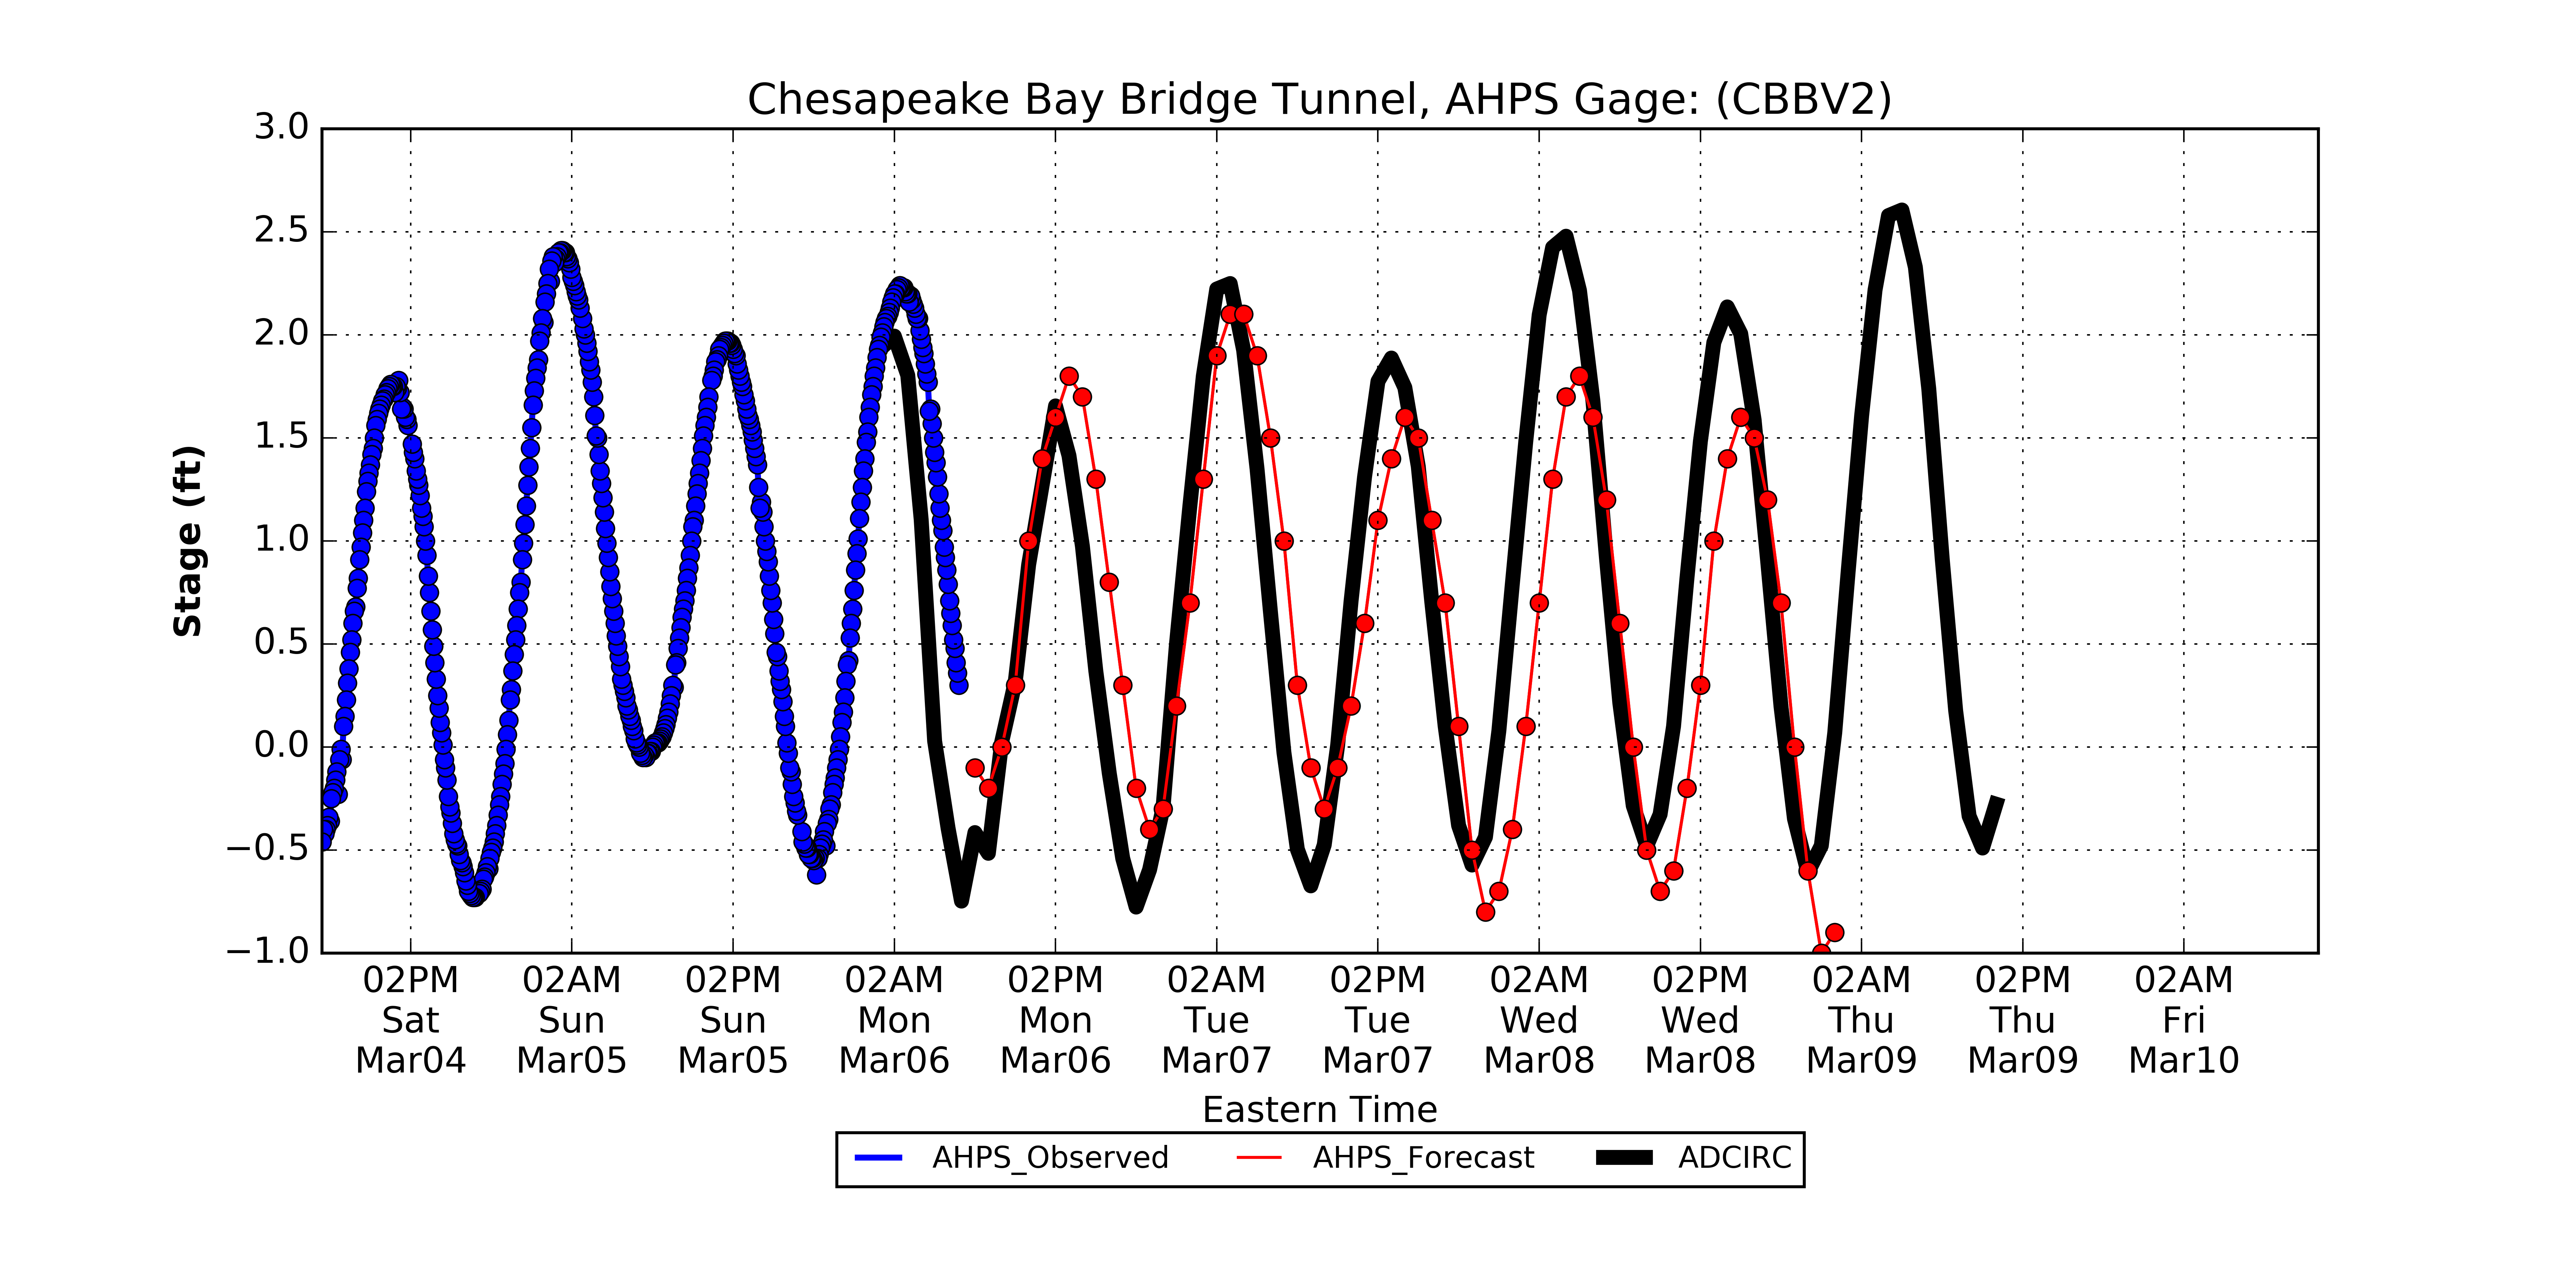 Chesapeake Bay Bridge Tunnel, AHPS Gage: (CBBV2)
3.0
2.5
2.0
1.5
1.0
0.5
0.0
−0.5
−1.0
Stage (ft)
02PM 02AM 02PM 02AM 02PM 02AM 02PM 02AM 02PM 02AM 02PM 02AM
Sat Sun Sun Mon Mon Tue Tue Wed Wed Thu Thu Fri
Mar04 Mar05 Mar05 Mar06 Mar06 Mar07 Mar07 Mar08 Mar08 Mar09 Mar09 Mar10
Eastern Time
AHPS_Observed AHPS_Forecast ADCIRC